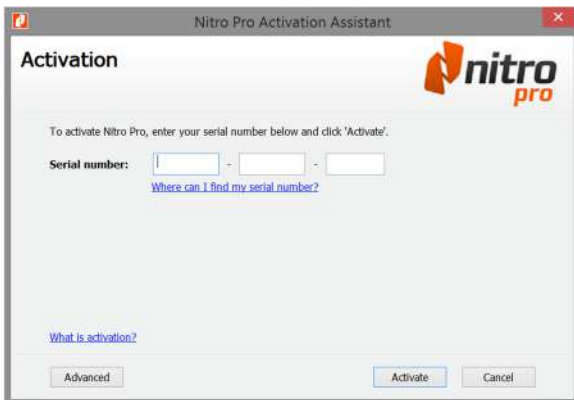 Nitro Pro Activation Assistant
Activation
nitro
pro
To activate Nitro Pro, enter your serial number below and click 'Activate'.
Serial number: - -
Where can I find my serial number?
What is activation?
Advanced Activate Cancel